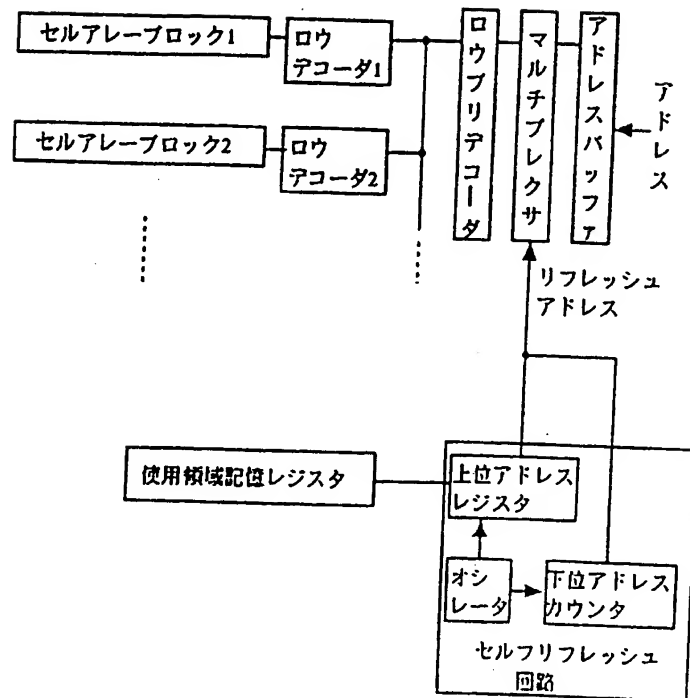 セルアレーブロック1
ロウ
デコーダ1
セルアレーブロック2
ロウ
デコーダ2
ロウプリデコーダ
マルチプレクサ
アドレスバッファ
アドレス
リフレッシュ
アドレス
使用領域記憶レジスタ
上位アドレス
レジスタ
オシ
レータ
下位アドレス
カウンタ
セルフリフレッシュ
回路